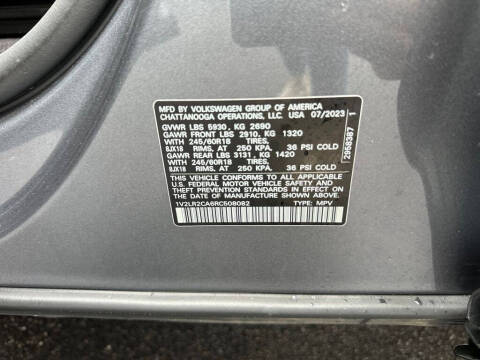 MFD BY VOLKSWAGEN GROUP OF AMERICA
CHATTANOOGA OPERATIONS, LLC. USA 07/2023 1
GVWR LBS 5930, KG 2690
GAWR FRONT LBS 2910, KG 1320
WITH 245/60R18 TIRES,
8JX18 RIMS, AT 250 KPA, 36 PSI COLD
GAWR REAR LBS 3131, KG 1420
WITH 245/60R18 TIRES,
8JX18 RIMS, AT 250 KPA, 36 PSI COLD
THIS VEHICLE CONFORMS TO ALL APPLICABLE
U.S. FEDERAL MOTOR VEHICLE SAFETY AND
THEFT PREVENTION STANDARDS IN EFFECT ON
THE DATE OF MANUFACTURE SHOWN ABOVE.
1V2LR2CA6RC508082 TYPE: MPV
2958387